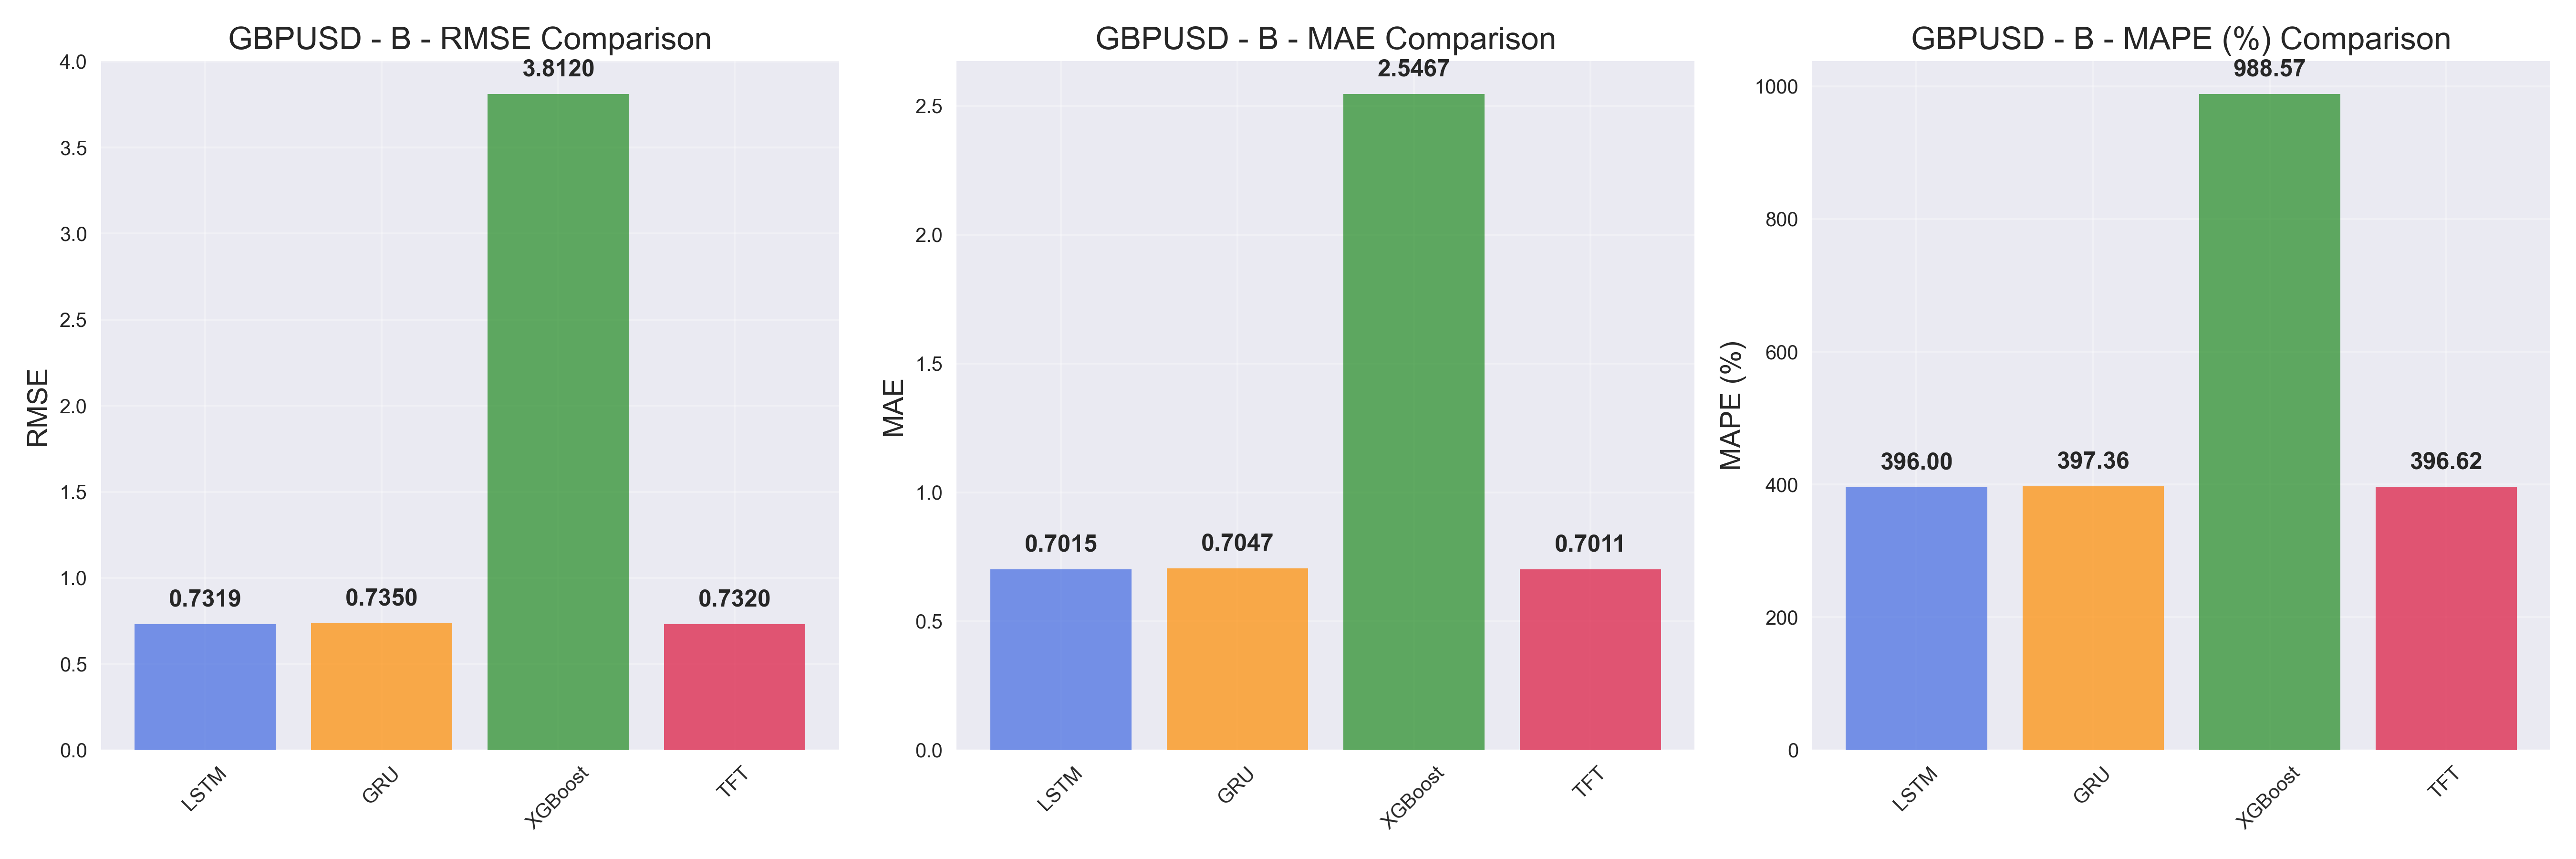 GBPUSD - B - RMSE Comparison
RMSE
4.0
3.5
3.0
2.5
2.0
1.5
1.0
0.5
0.0
0.7319
0.7350
3.8120
0.7320
LSTM
GRU
XGBoost
TFT
GBPUSD - B - MAE Comparison
MAE
2.5
2.0
1.5
1.0
0.5
0.0
0.7015
0.7047
2.5467
0.7011
LSTM
GRU
XGBoost
TFT
GBPUSD - B - MAPE (%) Comparison
MAPE (%)
1000
800
600
400
200
0
396.00
397.36
988.57
396.62
LSTM
GRU
XGBoost
TFT